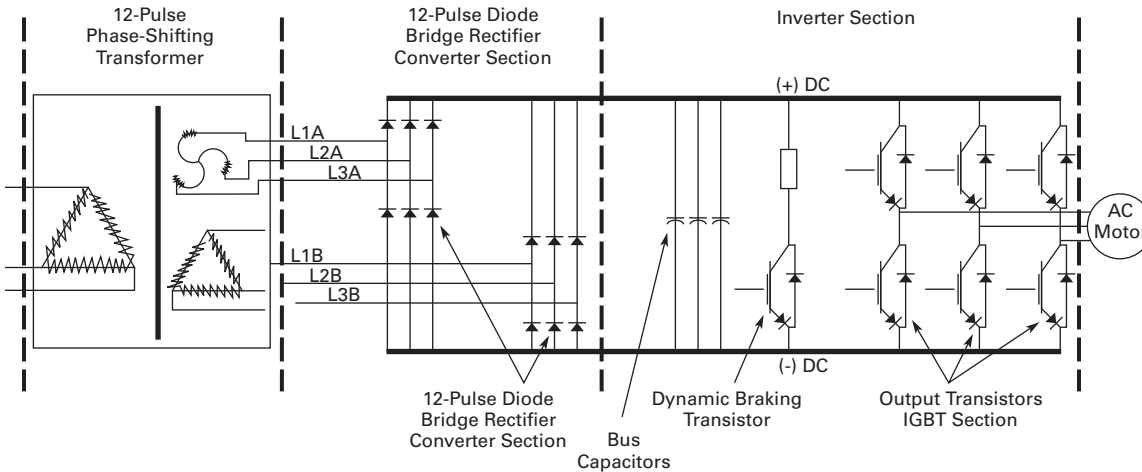 12-Pulse
Phase-Shifting
Transformer
12-Pulse Diode
Bridge Rectifier
Converter Section
Inverter Section
(+) DC
L1A
L2A
L3A
L1B
L2B
L3B
AC
Motor
(-) DC
12-Pulse Diode
Bridge Rectifier
Converter Section
Bus
Capacitors
Dynamic Braking
Transistor
Output Transistors
IGBT Section